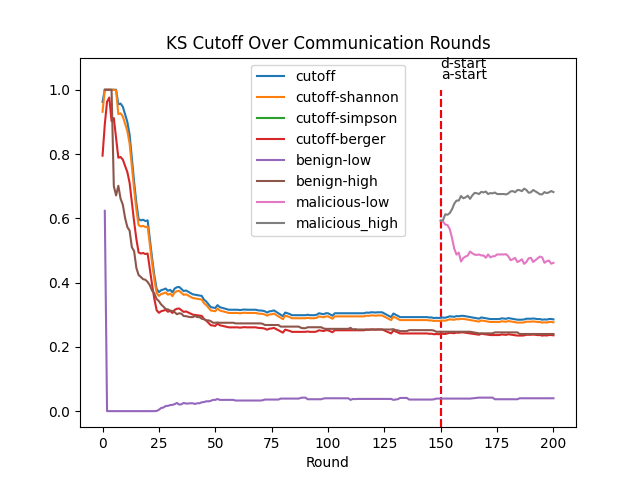 KS Cutoff Over Communication Rounds
d-start
a-start
cutoff
cutoff-shannon
cutoff-simpson
cutoff-berger
benign-low
benign-high
malicious-low
malicious_high
1.0
0.8
0.6
0.4
0.2
0.0
0 25 50 75 100 125 150 175 200
Round